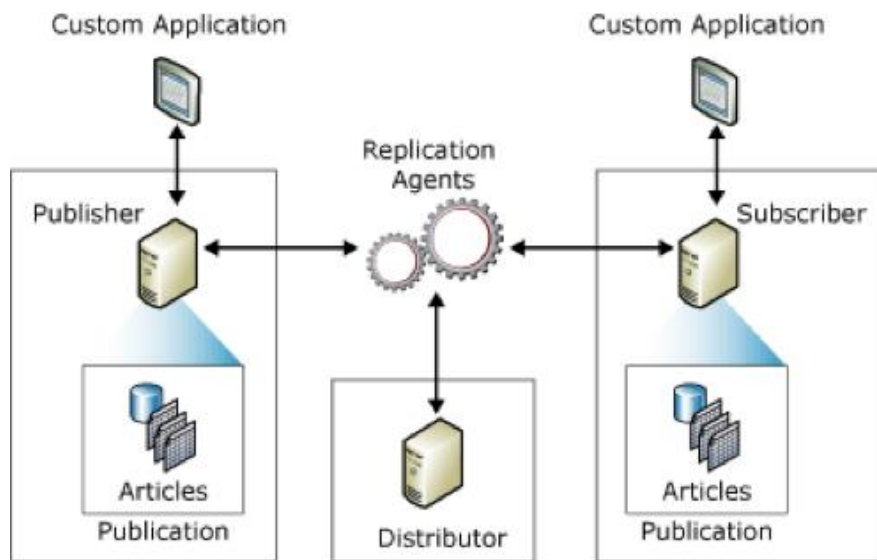 Custom Application
Custom Application
Replication
Agents
Publisher
Subscriber
Articles
Publication
Distributor
Articles
Publication